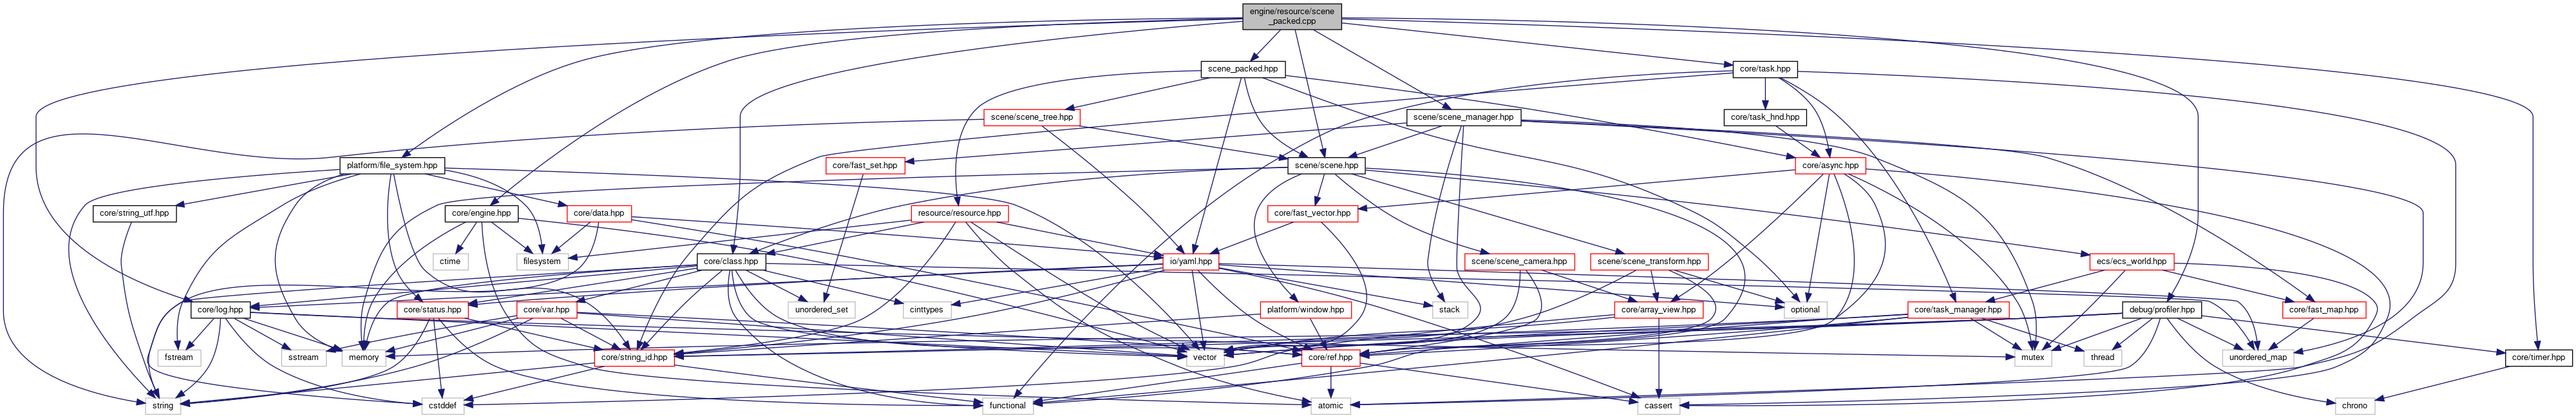 engine/resource/scene
_packed.cpp
scene_packed.hpp
core/task.hpp
scene/scene_tree.hpp
scene/scene_manager.hpp
core/task_hnd.hpp
platform/file_system.hpp
core/fast_set.hpp
scene/scene.hpp
core/async.hpp
core/string_utf.hpp
core/engine.hpp
core/data.hpp
resource/resource.hpp
core/fast_vector.hpp
ctime
filesystem
core/class.hpp
io/yaml.hpp
scene/scene_camera.hpp
scene/scene_transform.hpp
ecs/ecs_world.hpp
core/log.hpp
core/status.hpp
core/var.hpp
unordered_set
cinttypes
platform/window.hpp
stack
core/array_view.hpp
optional
core/task_manager.hpp
debug/profiler.hpp
core/fast_map.hpp
fstream
sstream
memory
core/string_id.hpp
vector
core/ref.hpp
mutex
thread
unordered_map
core/timer.hpp
string
cstddef
functional
atomic
cassert
chrono